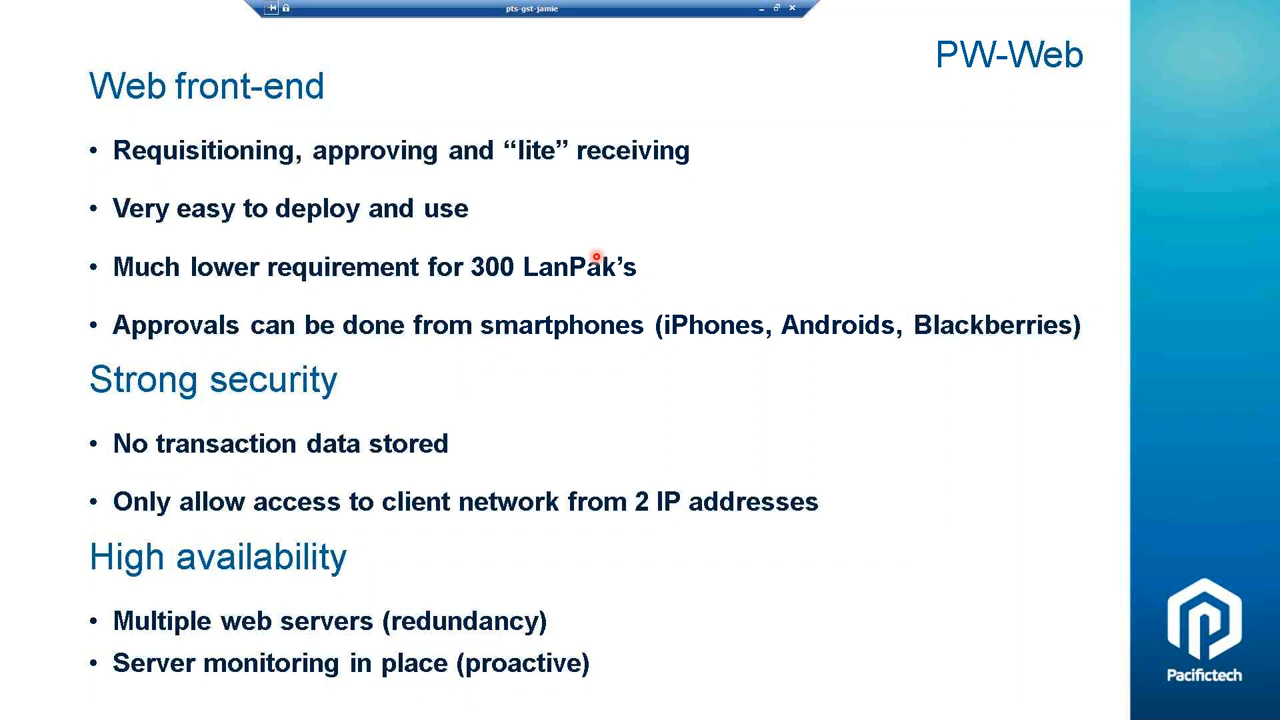 pts-gst-jamie
PW-Web
Web front-end
• Requisitioning, approving and “lite” receiving
• Very easy to deploy and use
• Much lower requirement for 300 LanPak’s
• Approvals can be done from smartphones (iPhones, Androids, Blackberries)
Strong security
• No transaction data stored
• Only allow access to client network from 2 IP addresses
High availability
• Multiple web servers (redundancy)
• Server monitoring in place (proactive)
Pacifictech